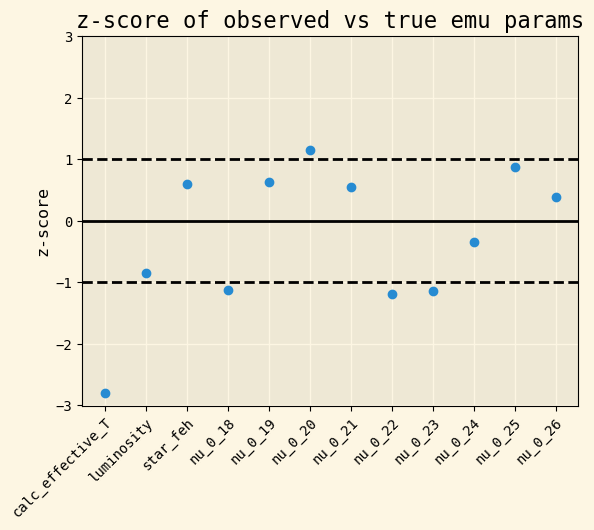 z-score of observed vs true emu params
z-score
3
2
1
0
−1
−2
−3
calc_effective_T
luminosity
star_feh
nu_0_18
nu_0_19
nu_0_20
nu_0_21
nu_0_22
nu_0_23
nu_0_24
nu_0_25
nu_0_26